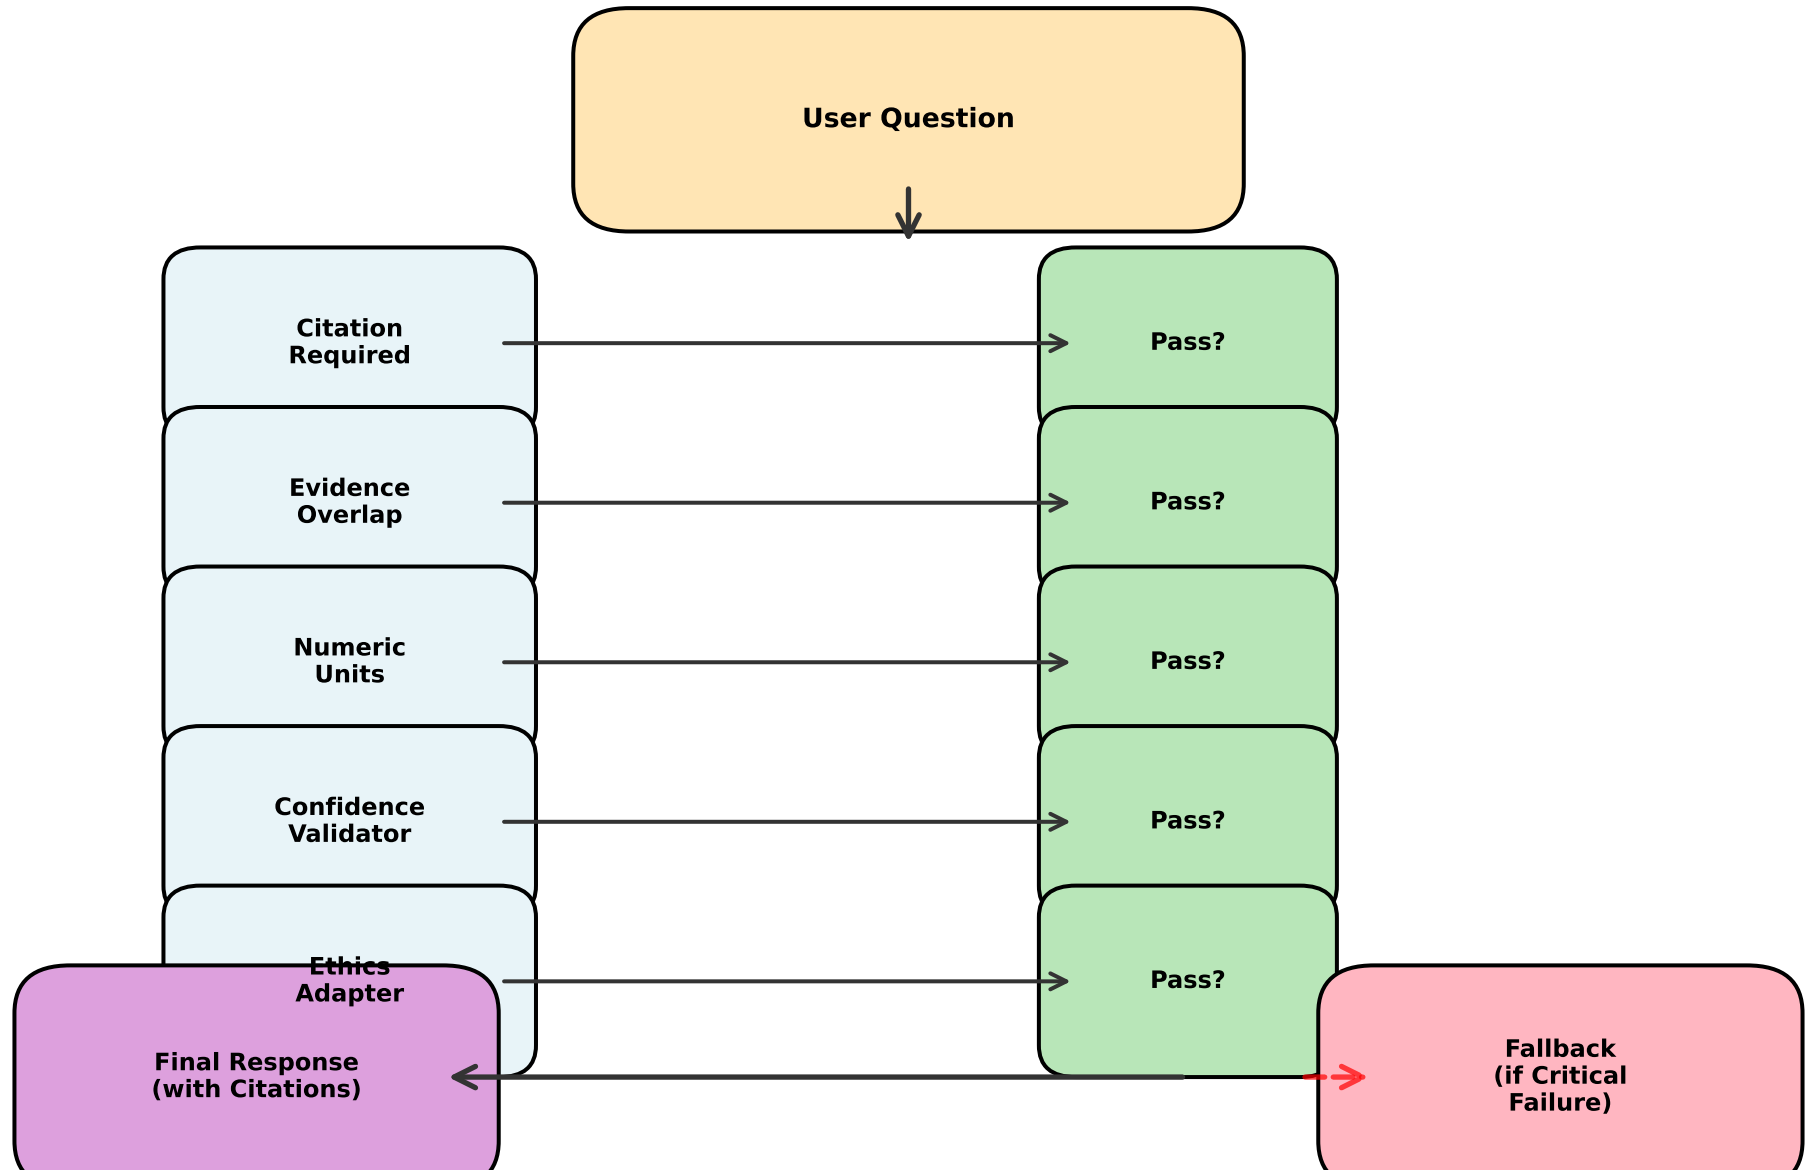 User Question
Citation
Required
Pass?
Evidence
Overlap
Pass?
Numeric
Units
Pass?
Confidence
Validator
Pass?
Ethics
Adapter
Pass?
Final Response
(with Citations)
Fallback
(if Critical
Failure)